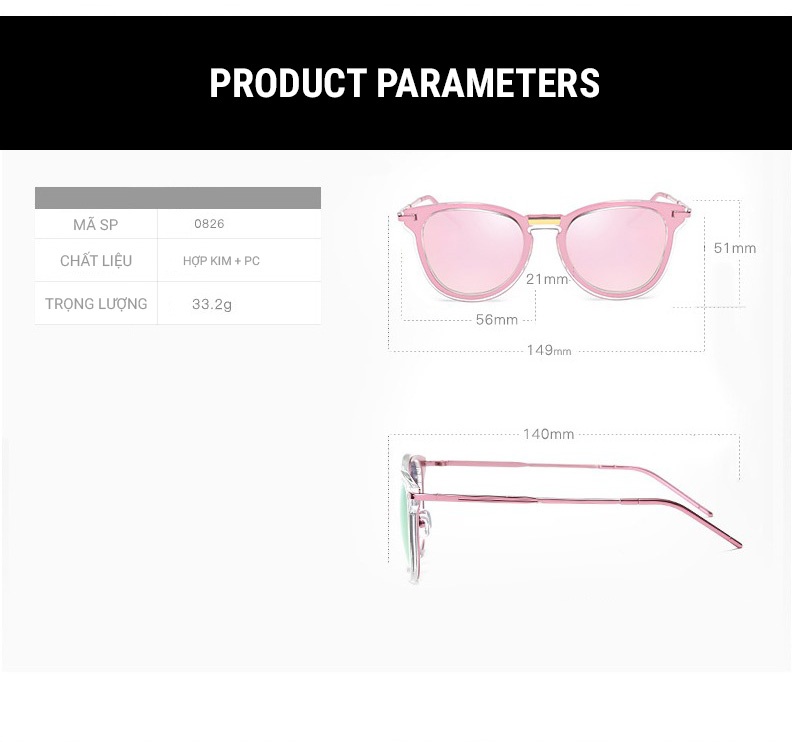 PRODUCT PARAMETERS
MÃ SP 0826
CHẤT LIỆU HỢP KIM + PC
TRỌNG LƯỢNG 33.2g
51mm
21mm
56mm
149mm
140mm